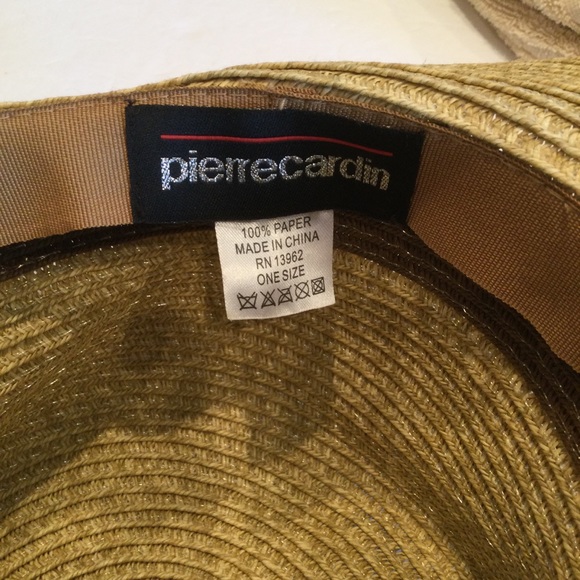 pierrecardin
100% PAPER
MADE IN CHINA
RN 13962
ONE SIZE